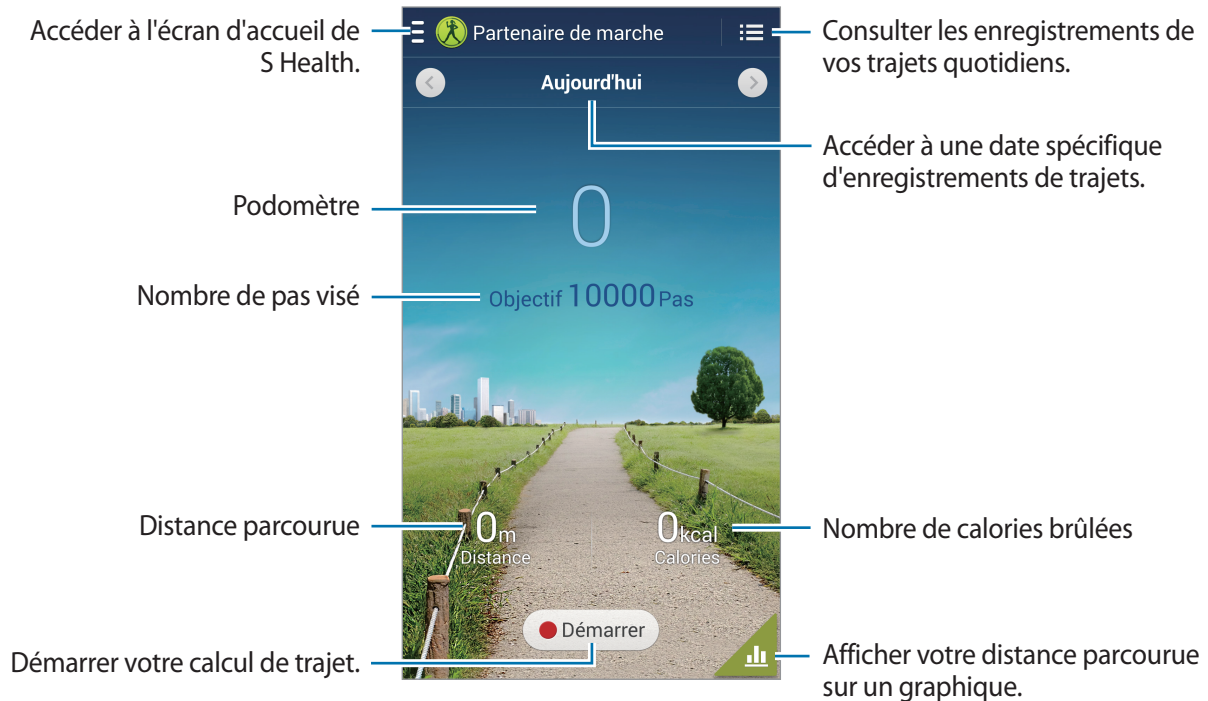 Accéder à l'écran d'accueil de
S Health.
Partenaire de marche
Consulter les enregistrements de
vos trajets quotidiens.
Aujourd'hui
Accéder à une date spécifique
d'enregistrements de trajets.
Podomètre
0
Nombre de pas visé
Objectif 10000 Pas
Distance parcourue
0m
Distance
0kcal
Calories
Nombre de calories brûlées
Démarrer
Démarrer votre calcul de trajet.
Afficher votre distance parcourue
sur un graphique.